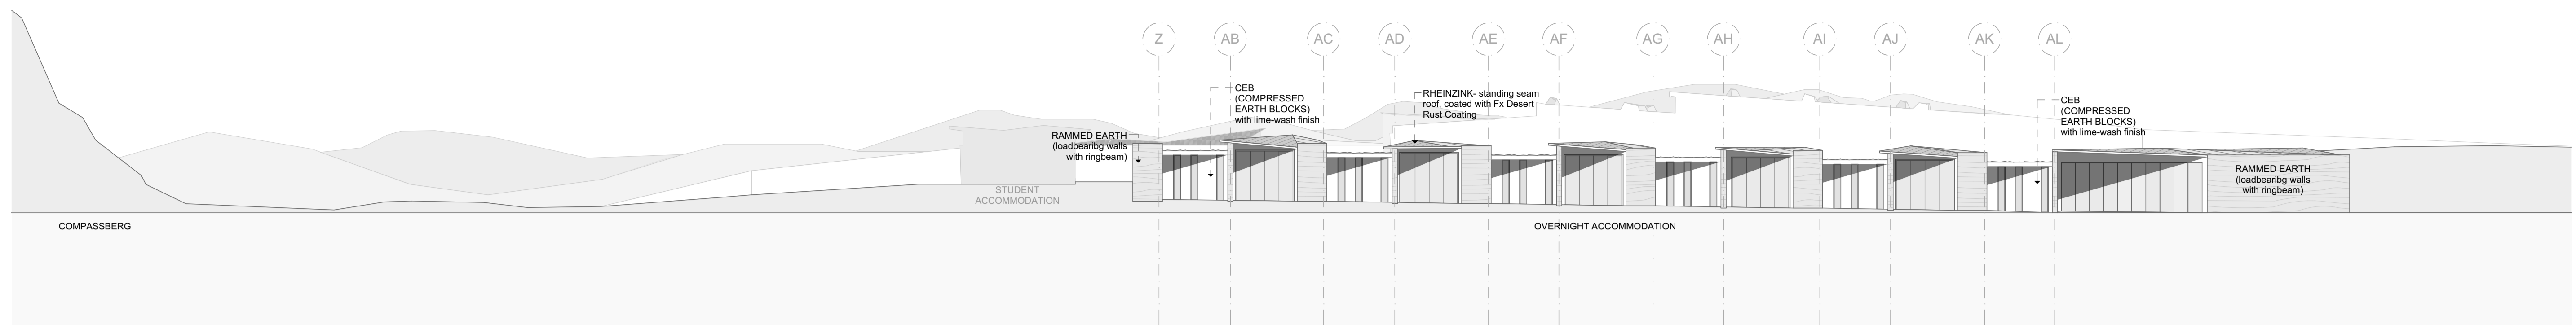 Z
AB
AC
AD
AE
AF
AG
AH
AI
AJ
AK
AL
CEB
(COMPRESSED
EARTH BLOCKS)
with lime-wash finish
RHEINZINK- standing seam
roof, coated with Fx Desert
Rust Coating
CEB
(COMPRESSED
EARTH BLOCKS)
with lime-wash finish
RAMMED EARTH
(loadbearibg walls
with ringbeam)
RAMMED EARTH
(loadbearibg walls
with ringbeam)
STUDENT
ACCOMMODATION
COMPASSBERG
OVERNIGHT ACCOMMODATION